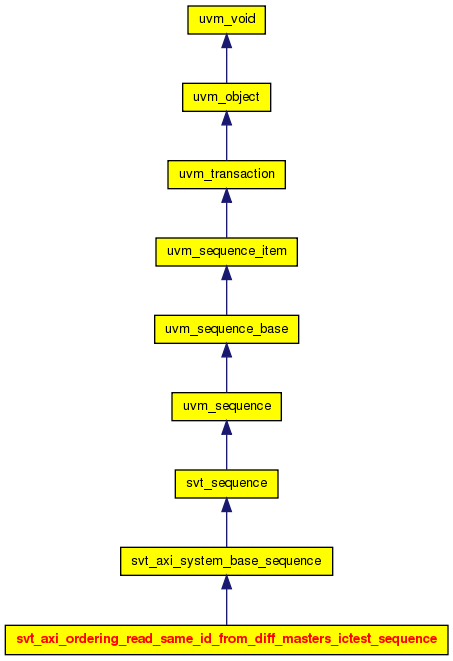 uvm_void
uvm_object
uvm_transaction
uvm_sequence_item
uvm_sequence_base
uvm_sequence
svt_sequence
svt_axi_system_base_sequence
svt_axi_ordering_read_same_id_from_diff_masters_ictest_sequence